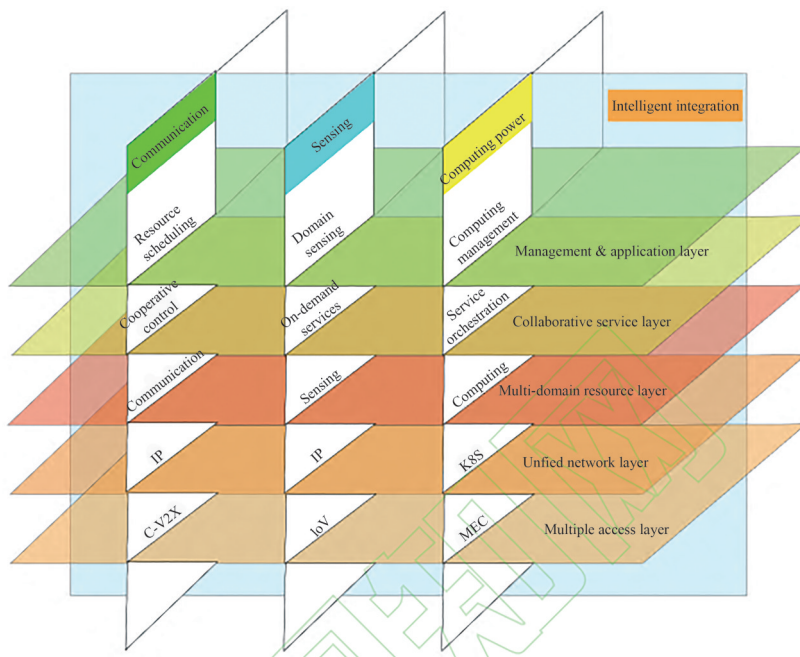 Intelligent integration
Communication
Sensing
Computing power
Resource
scheduling
Domain
sensing
Computing
management
Management & application layer
Cooperative
control
On-demand
services
Service
orchestration
Collaborative service layer
Communication
Sensing
Computing
Multi-domain resource layer
IP
IP
K8S
Unfied network layer
C-V2X
loV
MEC
Multiple access layer